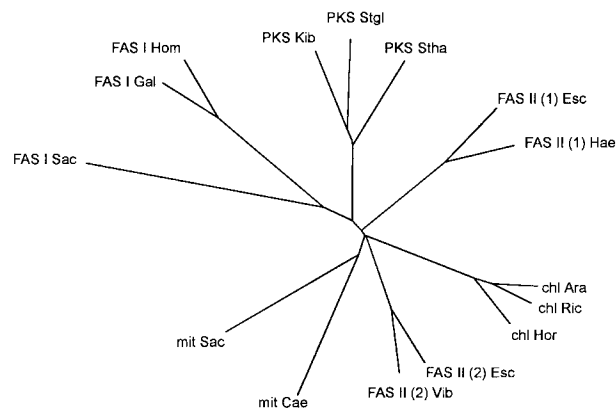 PKS Stgl
PKS Kib
FAS I Hom
PKS Stha
FAS I Gal
FAS II (1) Esc
FAS II (1) Hae
FAS I Sac
chl Ara
chl Ric
chl Hor
mit Sac
FAS II (2) Esc
FAS II (2) Vib
mit Cae